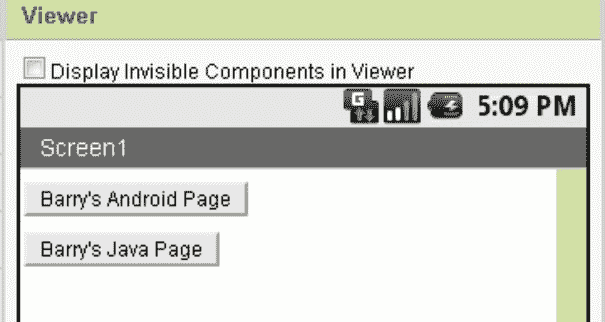 Viewer
Display Invisible Components in Viewer
G 5:09 PM
Screen1
Barry's Android Page
Barry's Java Page